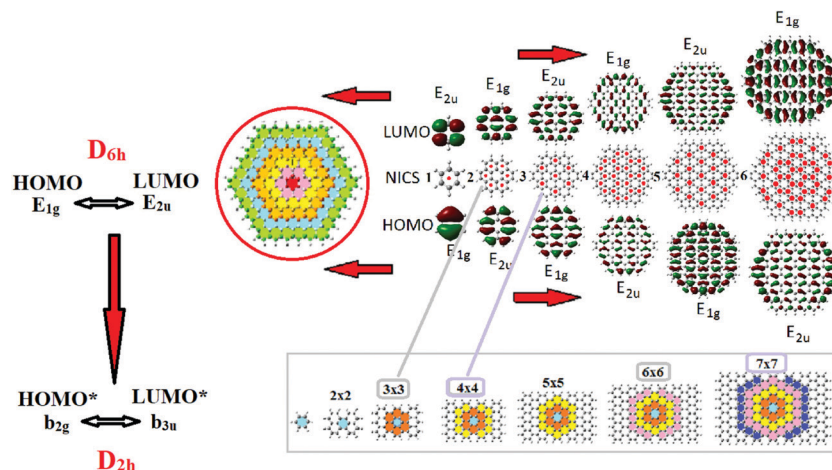 D6h
HOMO LUMO
E1g E2u
HOMO* LUMO*
b2g b3u
D2h
E2u E1g E2u E1g E2u E1g
LUMO
NICS 1 2 3 4 5 6
HOMO
E1g E2u E1g E2u E1g E2u
2x2 3x3 4x4 5x5 6x6 7x7